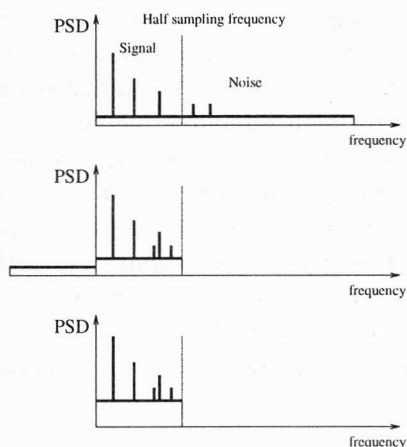 Half sampling frequency
PSD
Signal
Noise
frequency
PSD
frequency
PSD
frequency